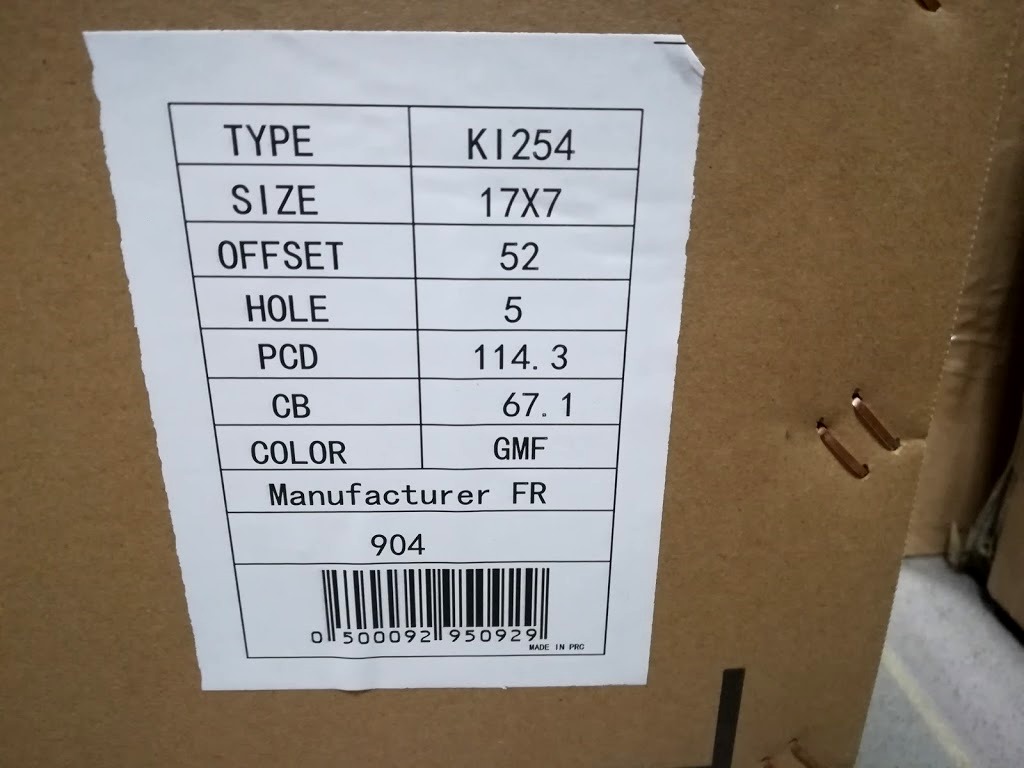 TYPE KI254
SIZE 17X7
OFFSET 52
HOLE 5
PCD 114.3
CB 67.1
COLOR GMF
Manufacturer FR
904
0 500092 950929
MADE IN PRC